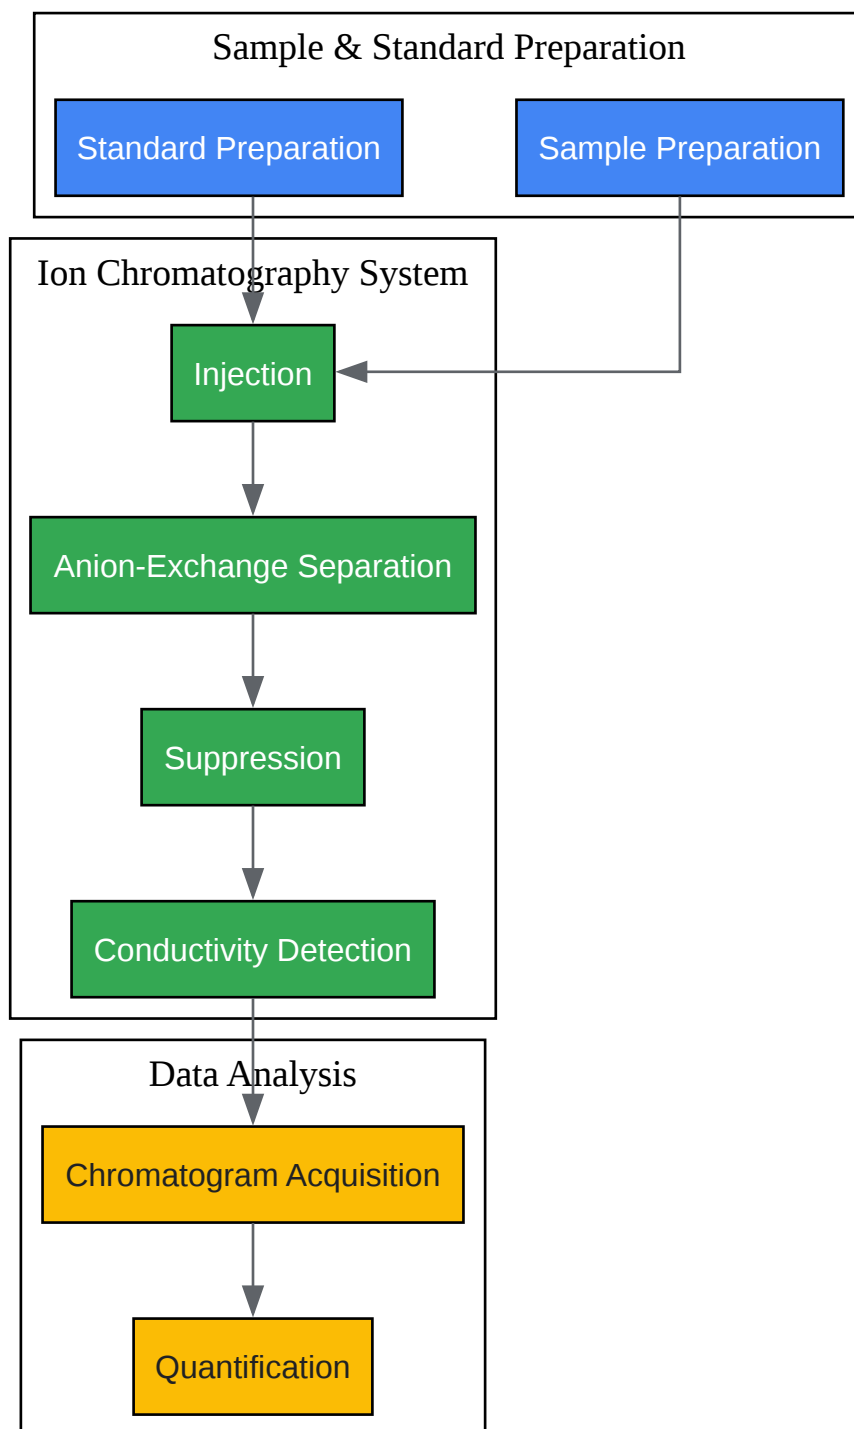 Sample & Standard Preparation
Standard Preparation
Sample Preparation
Ion Chromatography System
Injection
Anion-Exchange Separation
Suppression
Conductivity Detection
Data Analysis
Chromatogram Acquisition
Quantification